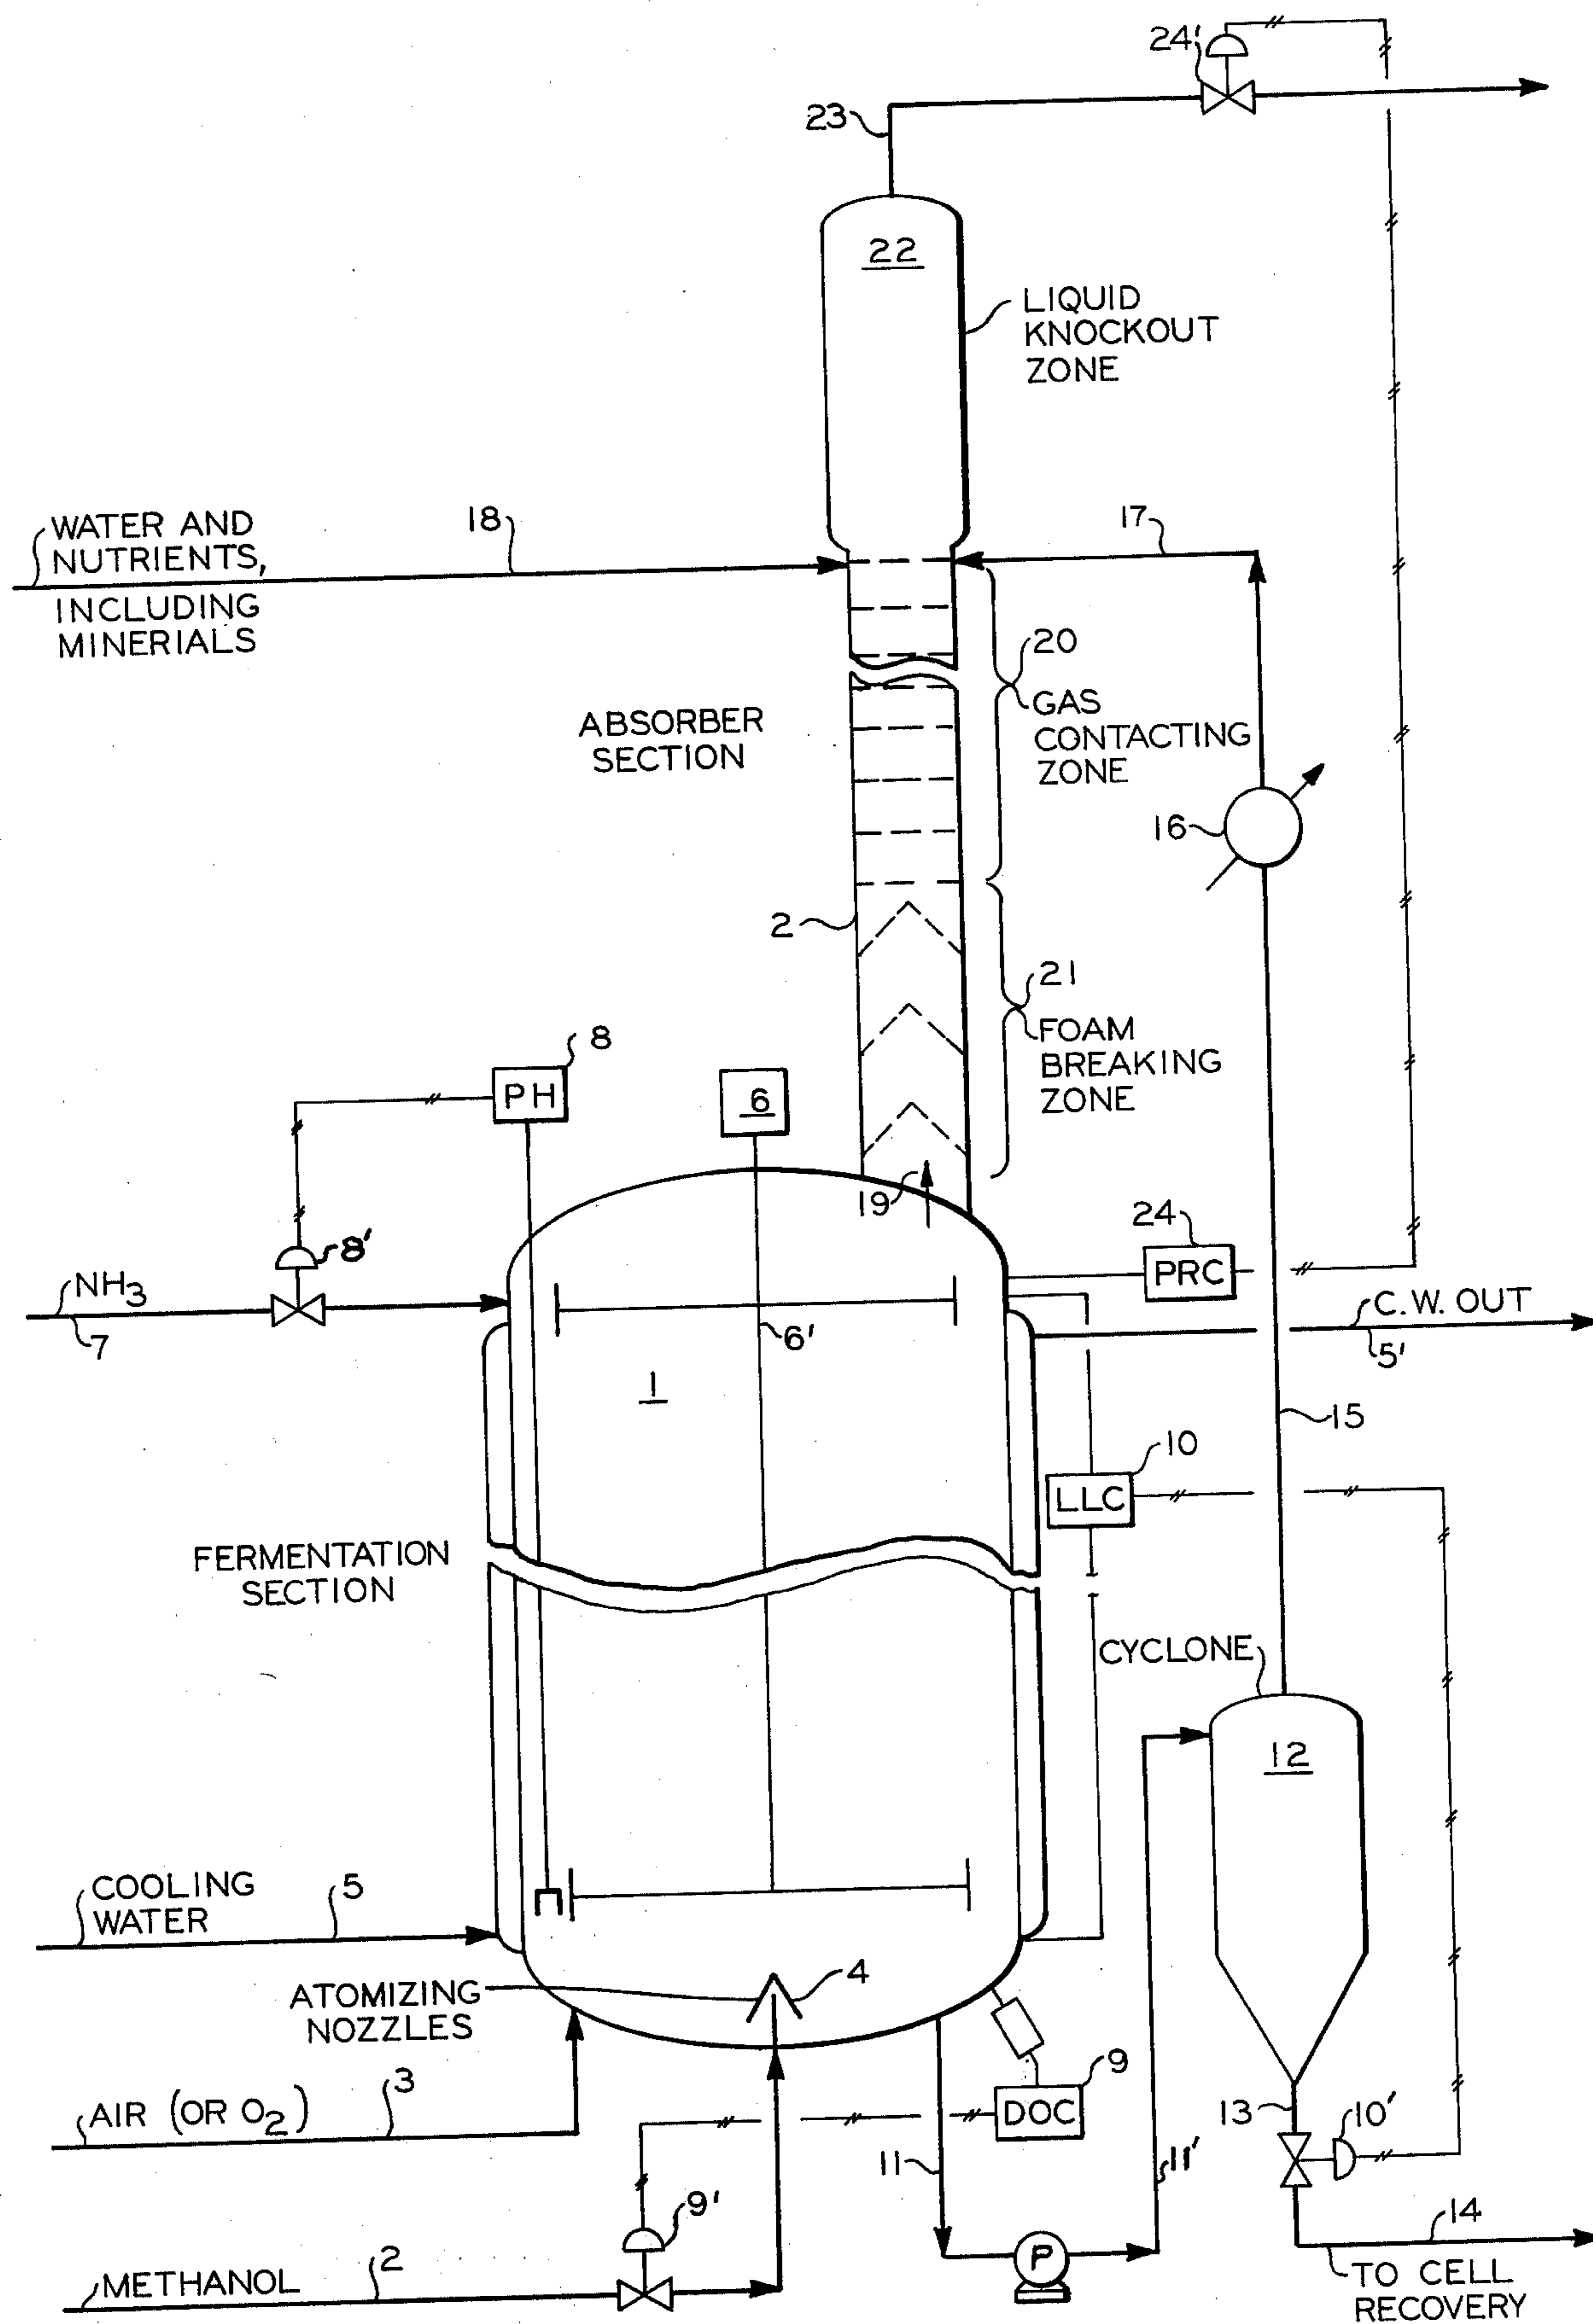 24'
23
22
LIQUID
KNOCKOUT
ZONE
WATER AND
NUTRIENTS,
INCLUDING
MINERIALS
18
17
20
GAS
CONTACTING
ZONE
ABSORBER
SECTION
16
2
21
FOAM
BREAKING
ZONE
8
PH
6
19
24
PRC
8'
NH3
7
C.W. OUT
5'
6'
1
15
10
LLC
FERMENTATION
SECTION
CYCLONE
12
COOLING
WATER
5
ATOMIZING
NOZZLES
4
AIR (OR O2)
3
9
DOC
13
10'
11
11'
9'
14
P
METHANOL
2
TO CELL
RECOVERY